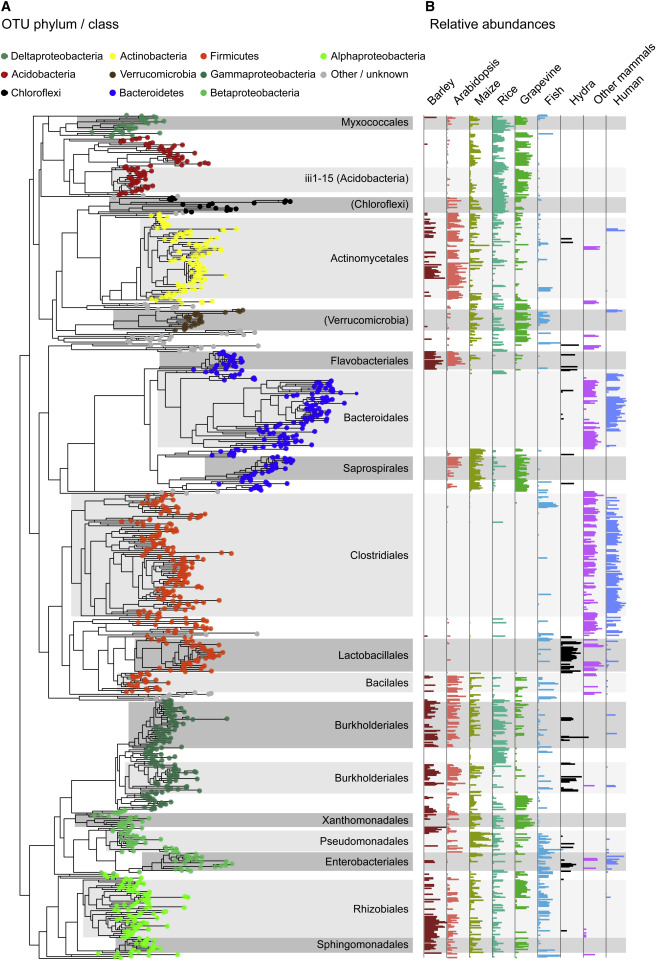 A
OTU phylum / class
Deltaproteobacteria
Actinobacteria
Firmicutes
Alphaproteobacteria
Acidobacteria
Verrucomicrobia
Gammaproteobacteria
Other / unknown
Chloroflexi
Bacteroidetes
Betaproteobacteria
Myxococcales
iii1-15 (Acidobacteria)
(Chloroflexi)
Actinomycetales
(Verrucomicrobia)
Flavobacteriales
Bacteroidales
Saprospirales
Clostridiales
Lactobacillales
Bacilales
Burkholderiales
Burkholderiales
Xanthomonadales
Pseudomonadales
Enterobacteriales
Rhizobiales
Sphingomonadales
B
Relative abundances
Barley
Arabidopsis
Maize
Rice
Grapevine
Fish
Hydra
Other mammals
Human